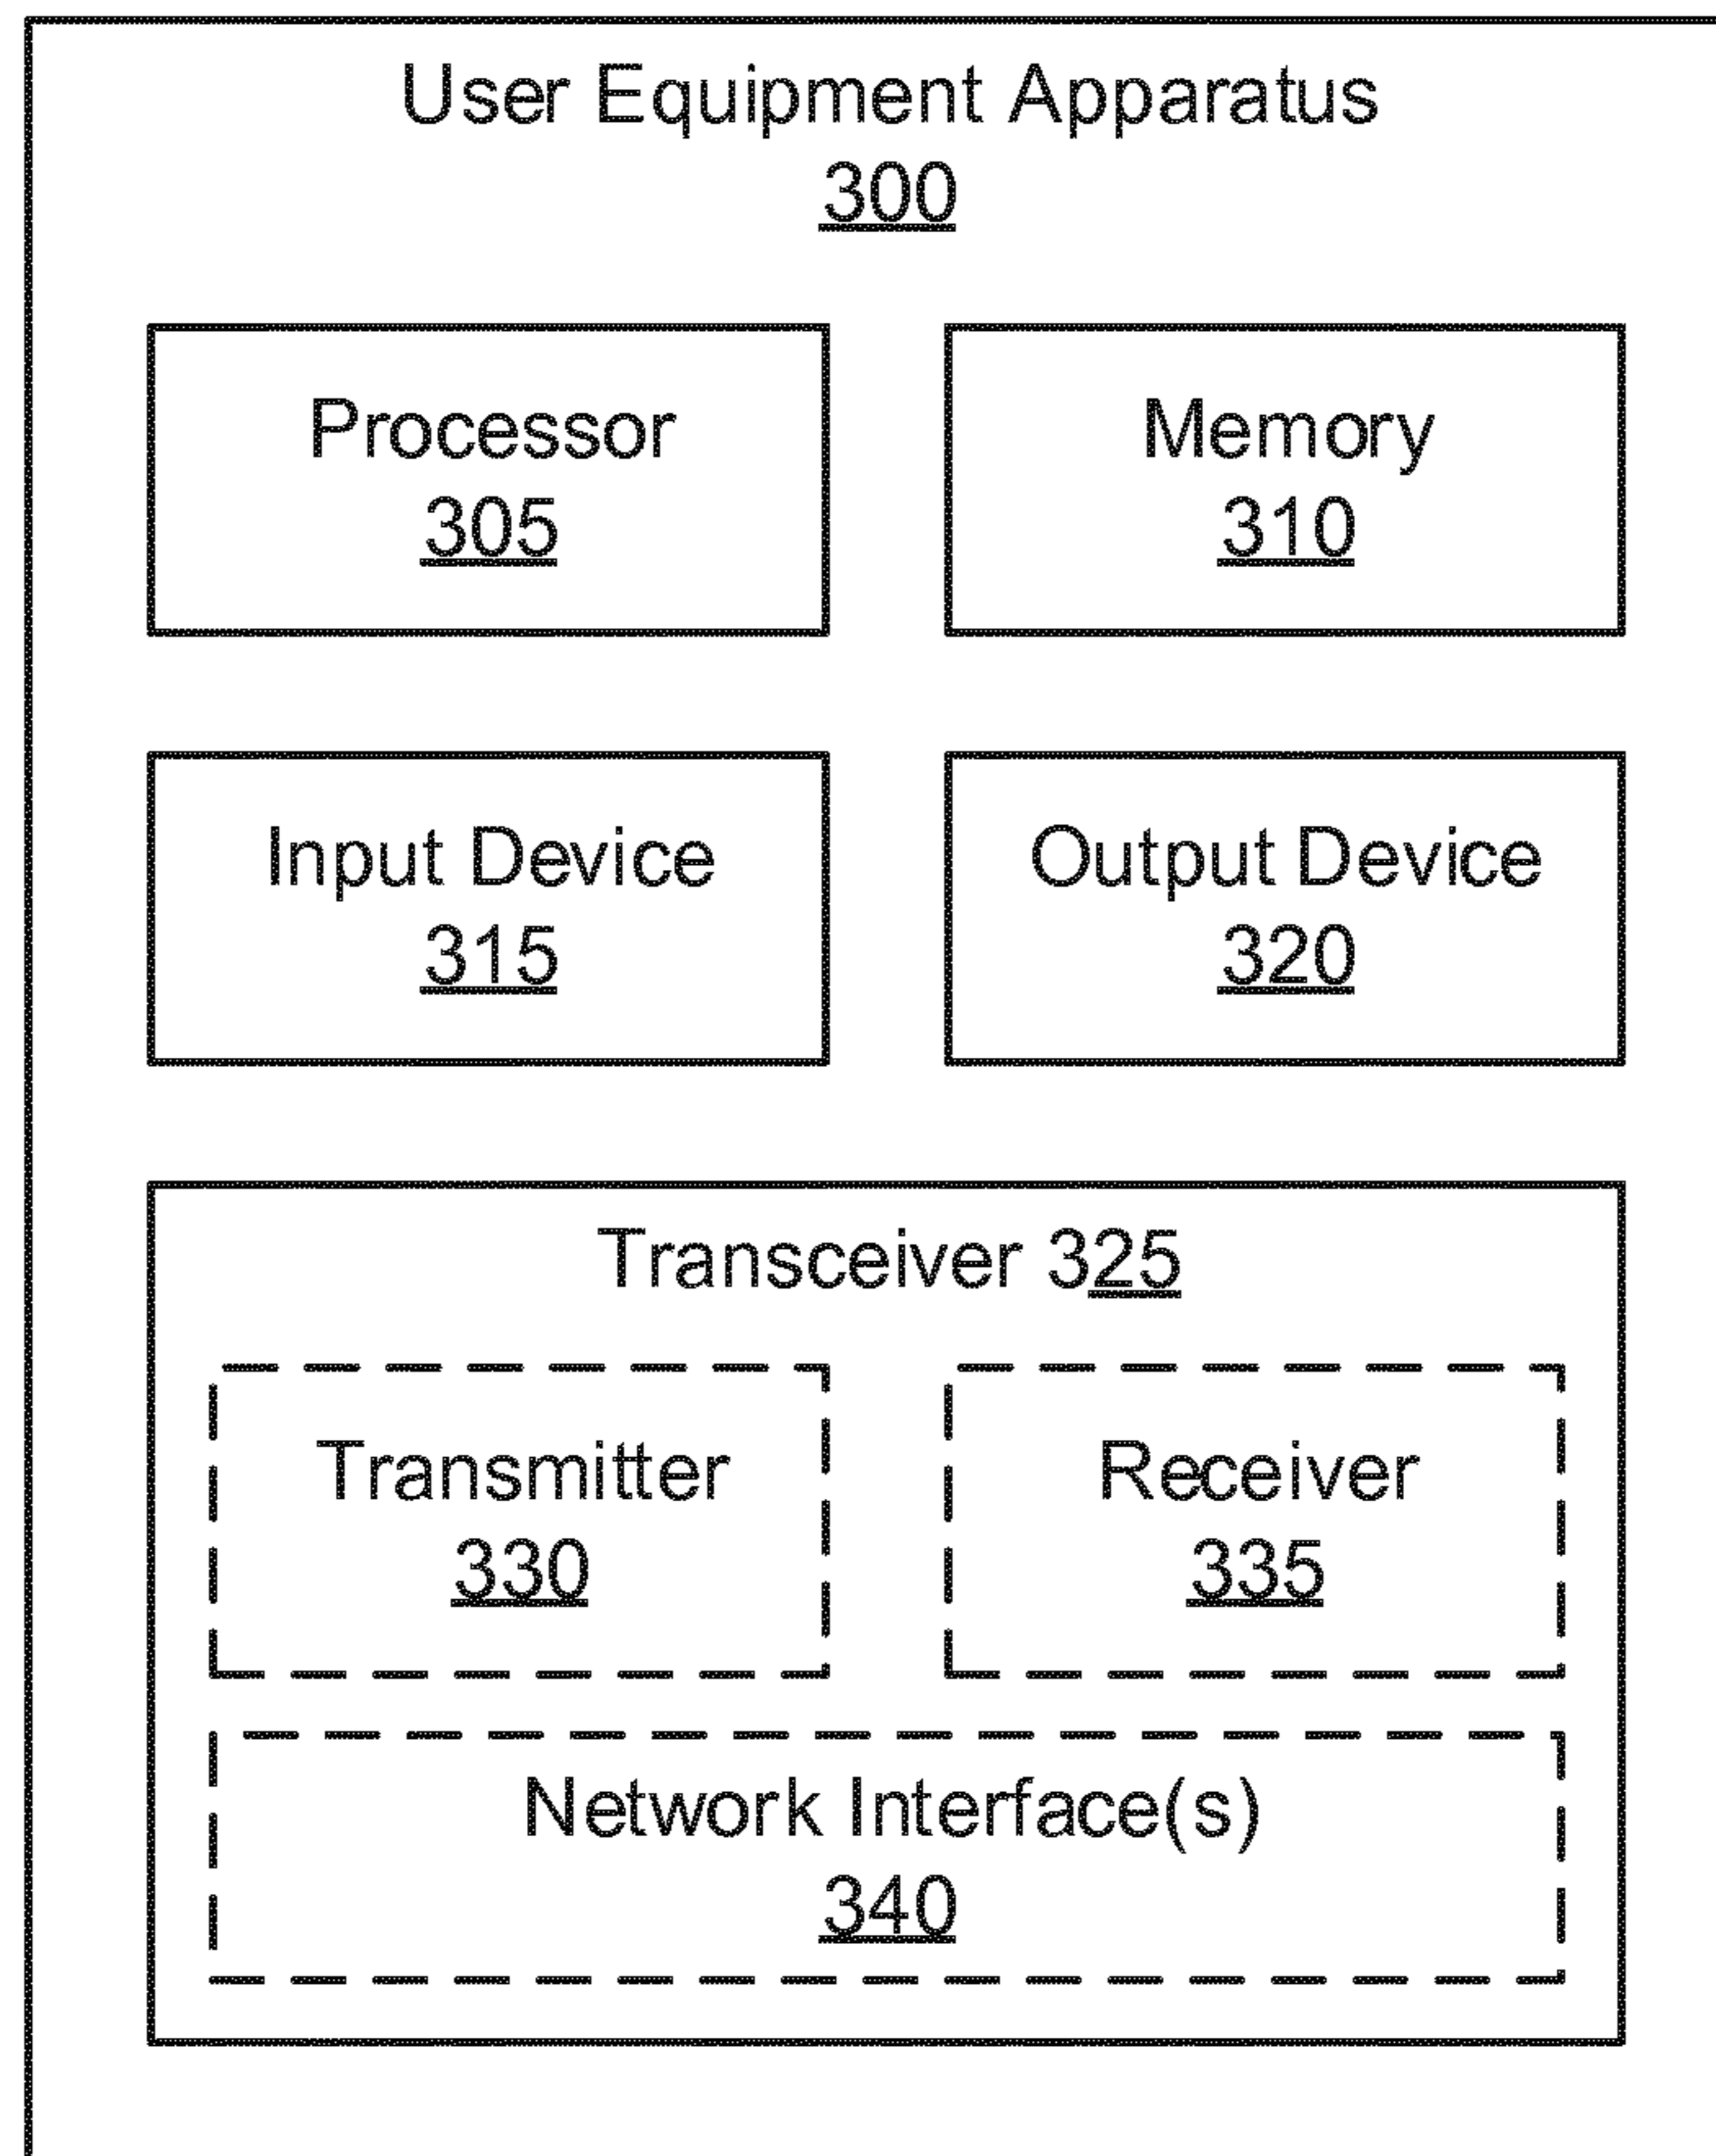 User Equipment Apparatus
300
Processor
305
Memory
310
Input Device
315
Output Device
320
Transceiver 325
Transmitter
330
Receiver
335
Network Interface(s)
340